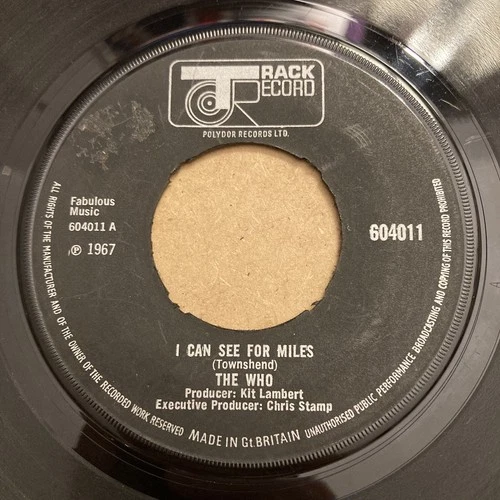 TRACK
RECORD
POLYDOR RECORDS LTD.
Fabulous
Music
604011 A
℗ 1967
604011
I CAN SEE FOR MILES
(Townshend)
THE WHO
Producer: Kit Lambert
Executive Producer: Chris Stamp
ALL RIGHTS OF THE MANUFACTURER AND OF THE OWNER OF THE RECORDED WORK RESERVED
MADE IN Gt BRITAIN
UNAUTHORISED PUBLIC PERFORMANCE BROADCASTING AND COPYING OF THIS RECORD PROHIBITED